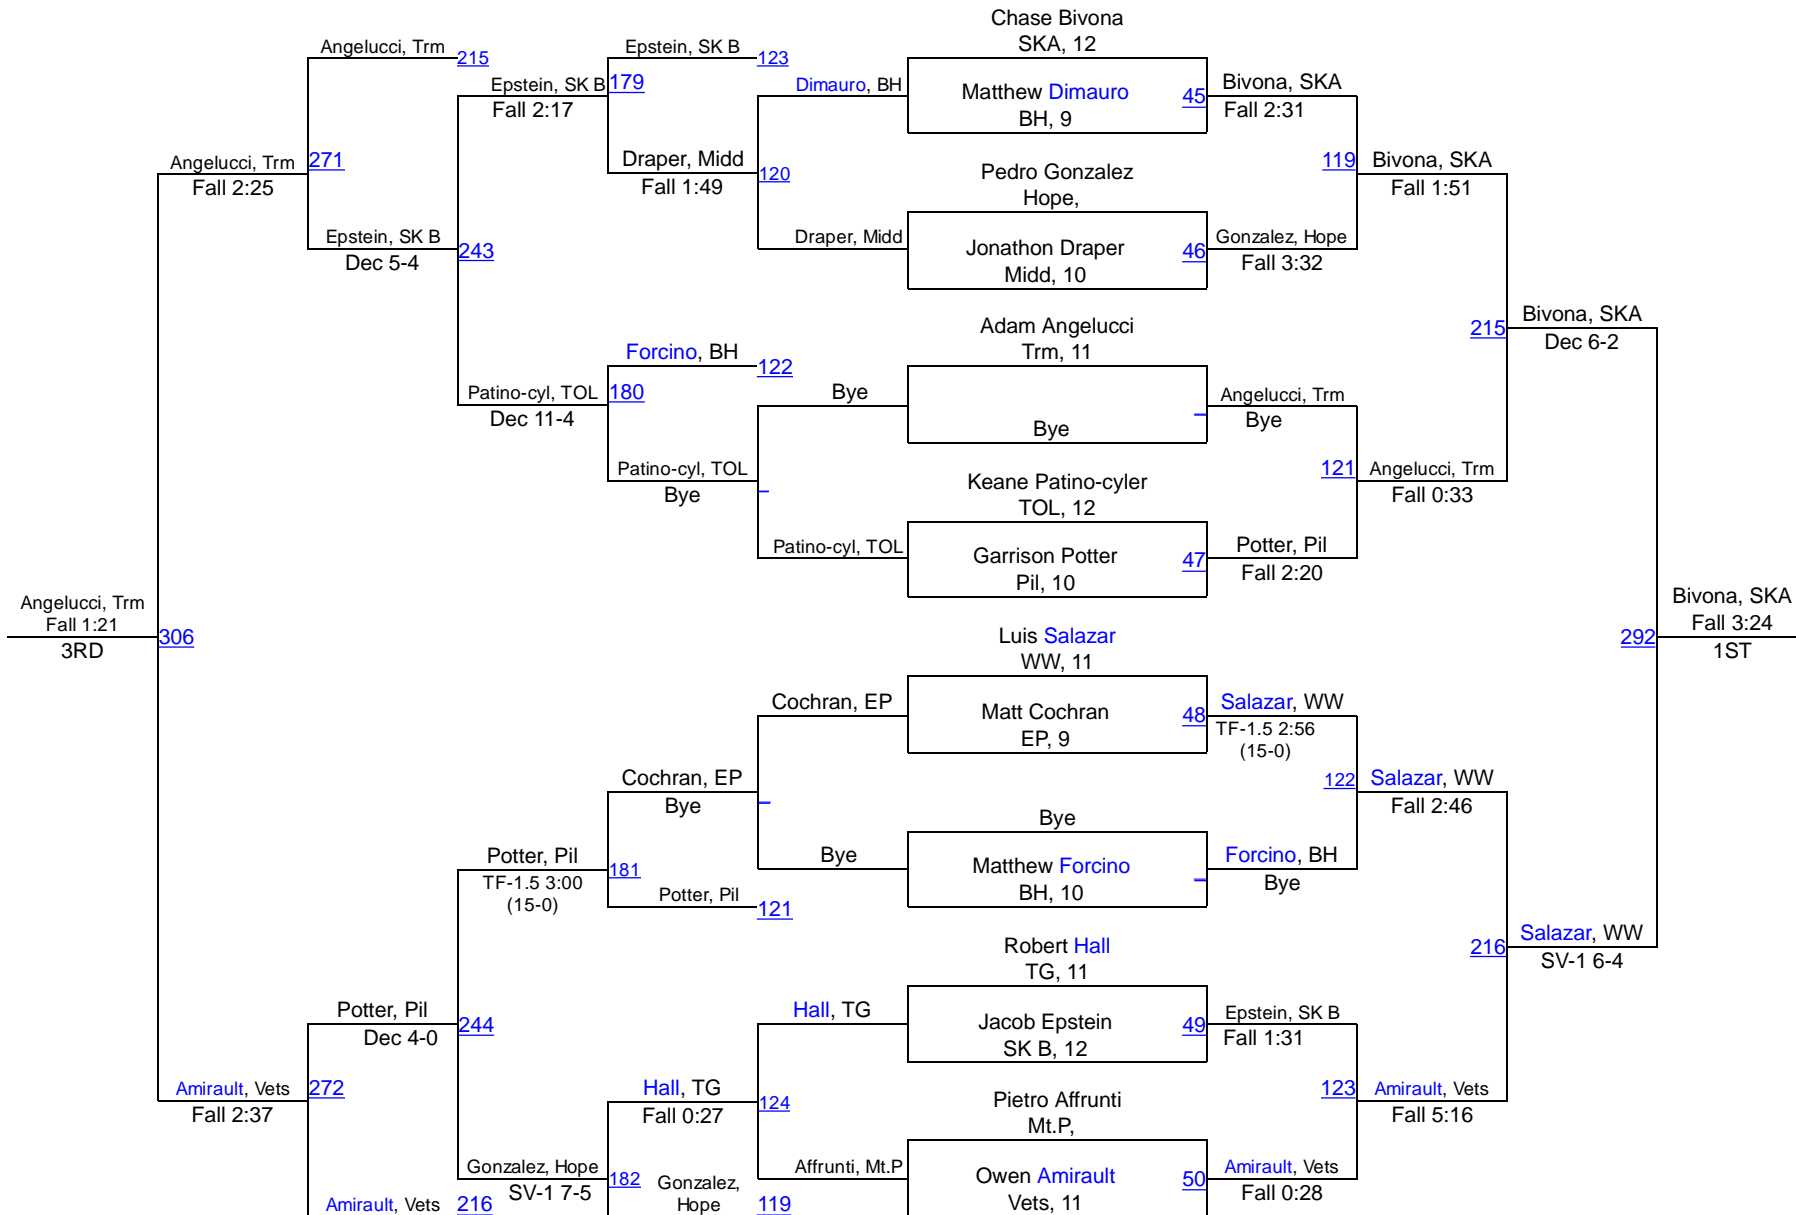 Chase Bivona
SKA, 12
Angelucci, Trm
215
Epstein, SK B
123
Epstein, SK B
179
Fall 2:17
Dimauro, BH
Matthew Dimauro
BH, 9
45
Bivona, SKA
Fall 2:31
Angelucci, Trm
271
Fall 2:25
Draper, Midd
120
Fall 1:49
Pedro Gonzalez
Hope,
119
Bivona, SKA
Fall 1:51
Epstein, SK B
243
Dec 5-4
Draper, Midd
Jonathon Draper
Midd, 10
46
Gonzalez, Hope
Fall 3:32
Adam Angelucci
Trm, 11
215
Bivona, SKA
Dec 6-2
Forcino, BH
122
Patino-cyl, TOL
180
Dec 11-4
Bye
Bye
Angelucci, Trm
Bye
Patino-cyl, TOL
Bye
Keane Patino-cyler
TOL, 12
121
Angelucci, Trm
Fall 0:33
Patino-cyl, TOL
Garrison Potter
Pil, 10
47
Potter, Pil
Fall 2:20
Angelucci, Trm
Fall 1:21
306
3RD
Bivona, SKA
Fall 3:24
292
1ST
Luis Salazar
WW, 11
Cochran, EP
Matt Cochran
EP, 9
48
Salazar, WW
TF-1.5 2:56
(15-0)
Cochran, EP
Bye
122
Salazar, WW
Fall 2:46
Bye
Potter, Pil
181
TF-1.5 3:00
(15-0)
Bye
Matthew Forcino
BH, 10
Forcino, BH
Bye
Potter, Pil
121
Robert Hall
TG, 11
216
Salazar, WW
SV-1 6-4
Potter, Pil
244
Dec 4-0
Hall, TG
Jacob Epstein
SK B, 12
49
Epstein, SK B
Fall 1:31
Amirault, Vets
272
Fall 2:37
Hall, TG
124
Fall 0:27
Pietro Affrunti
Mt.P,
123
Amirault, Vets
Fall 5:16
Gonzalez, Hope
182
SV-1 7-5
Affrunti, Mt.P
Owen Amirault
Vets, 11
50
Amirault, Vets
Fall 0:28
Amirault, Vets
216
Gonzalez,
Hope
119